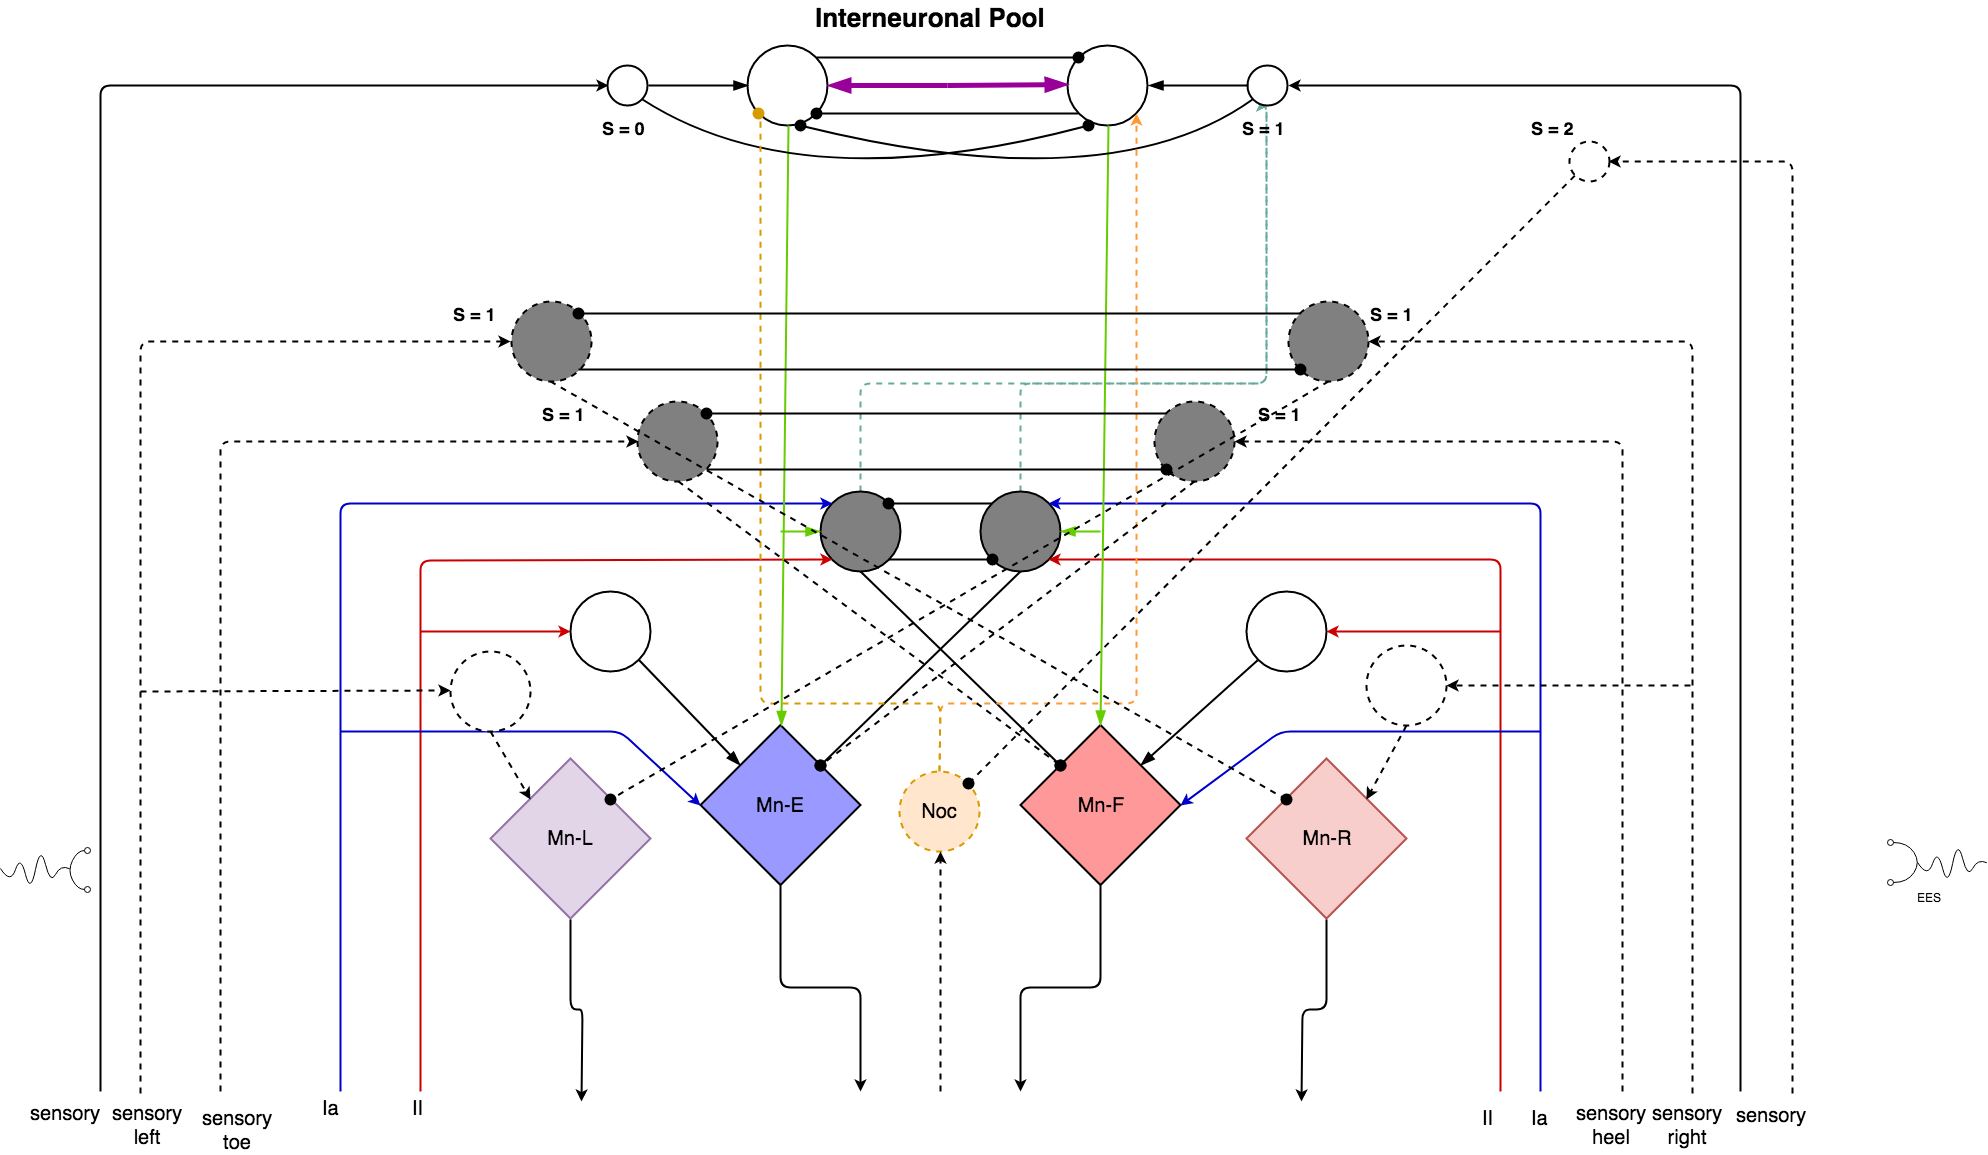 Interneuronal Pool
S = 0
S = 1
S = 2
S = 1
S = 1
S = 1
S = 1
Mn-L
Mn-E
Noc
Mn-F
Mn-R
EES
sensory
sensory
left
sensory
toe
Ia
II
II
Ia
sensory
heel
sensory
right
sensory